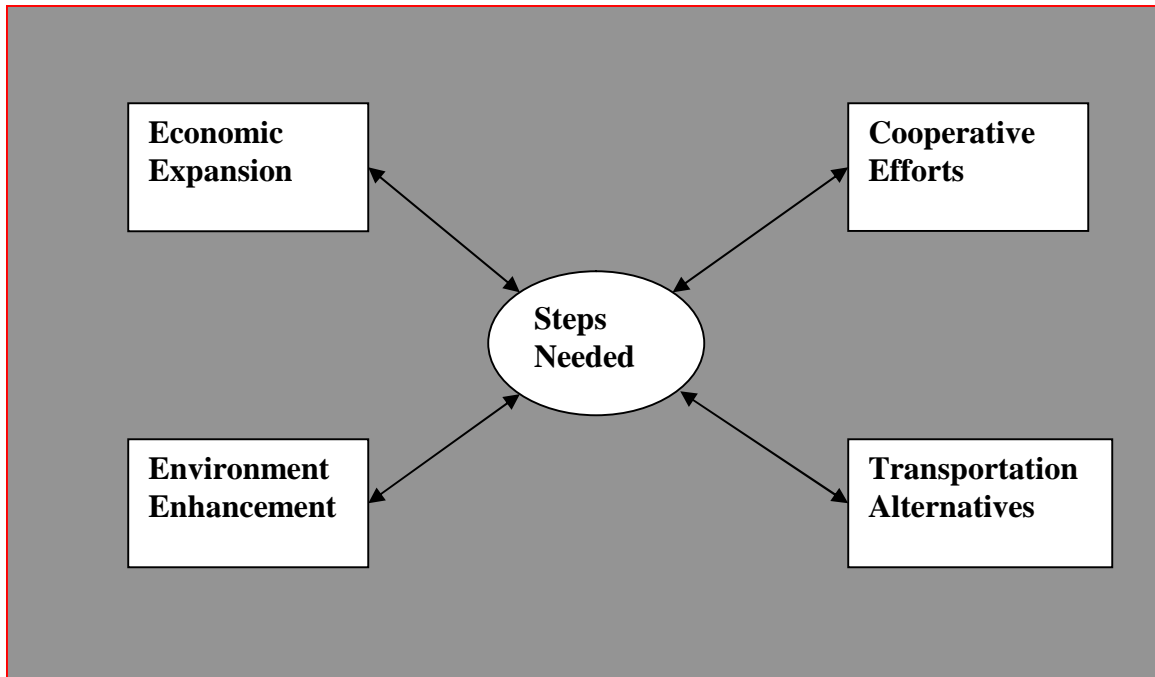 Economic
Expansion
Cooperative
Efforts
Steps
Needed
Environment
Enhancement
Transportation
Alternatives